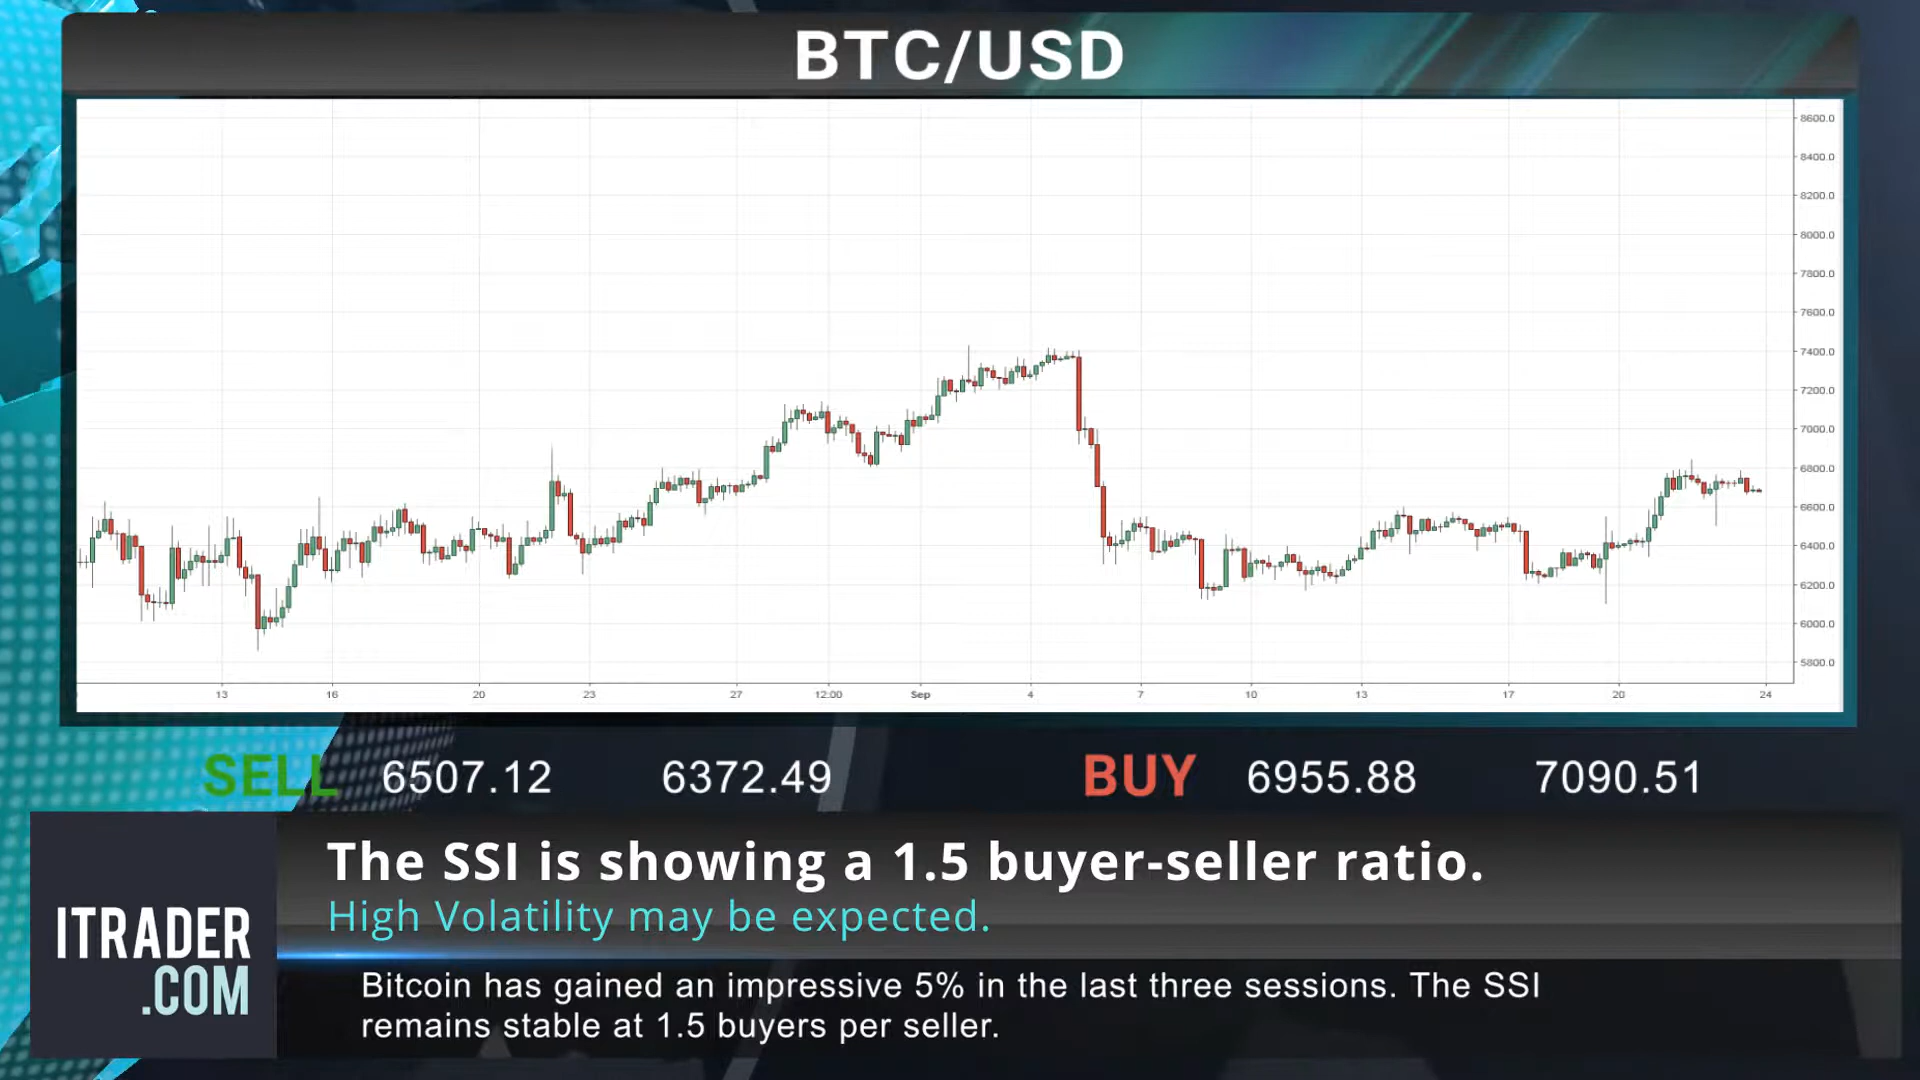 BTC/USD
8600.0
8400.0
8200.0
8000.0
7800.0
7600.0
7400.0
7200.0
7000.0
6800.0
6600.0
6400.0
6200.0
6000.0
5800.0
13 16 20 23 27 12:00 Sep 4 7 10 13 17 20 24
SELL 6507.12 6372.49 BUY 6955.88 7090.51
The SSI is showing a 1.5 buyer-seller ratio.
High Volatility may be expected.
ITRADER
.COM
Bitcoin has gained an impressive 5% in the last three sessions. The SSI
remains stable at 1.5 buyers per seller.